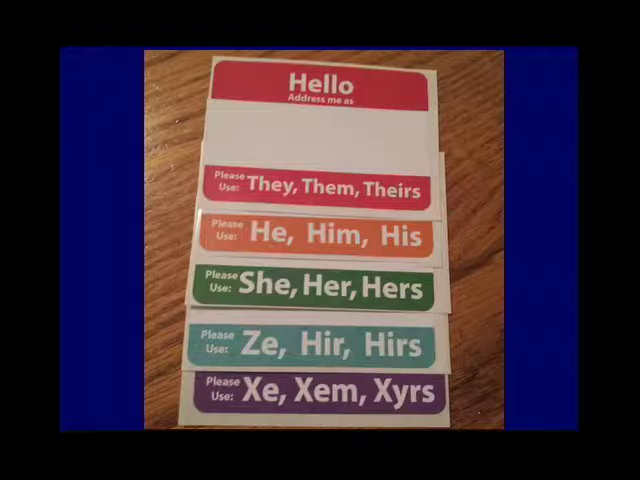 Hello
Address me as
Please Use: They, Them, Theirs
Please Use: He, Him, His
Please Use: She, Her, Hers
Please Use: Ze, Hir, Hirs
Please Use: Xe, Xem, Xyrs